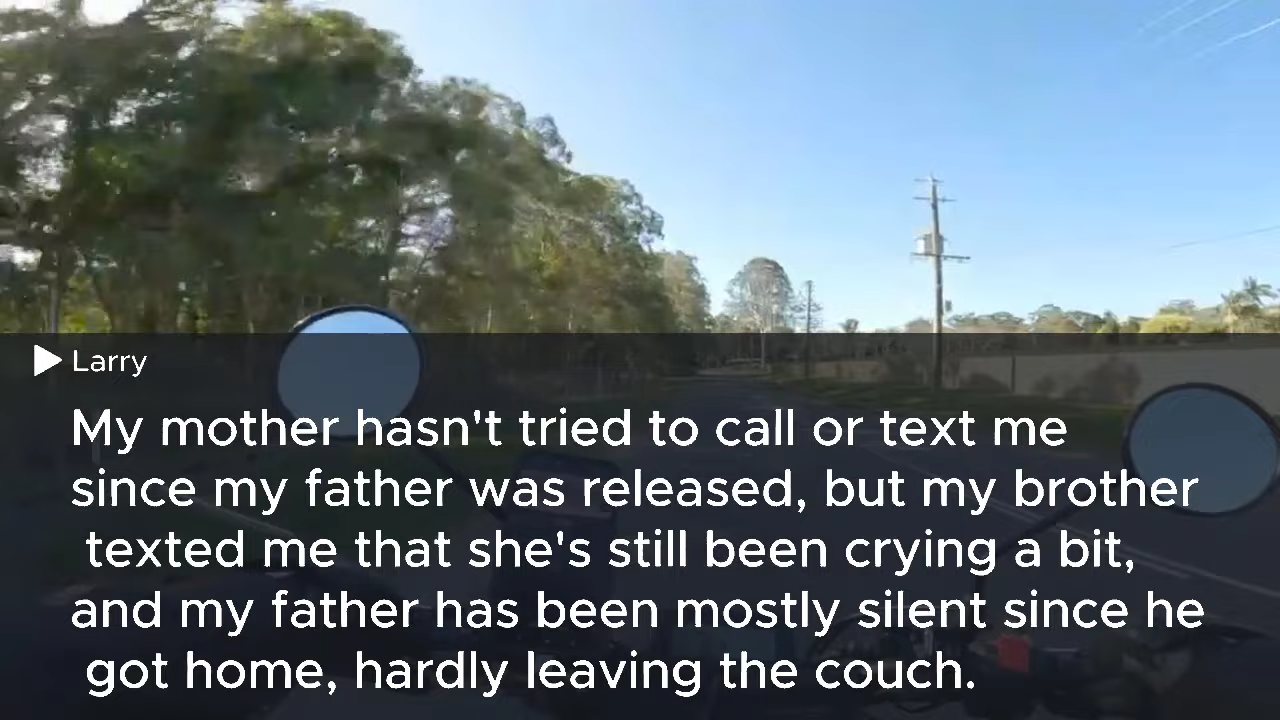 Larry
My mother hasn't tried to call or text me
since my father was released, but my brother
texted me that she's still been crying a bit,
and my father has been mostly silent since he
got home, hardly leaving the couch.